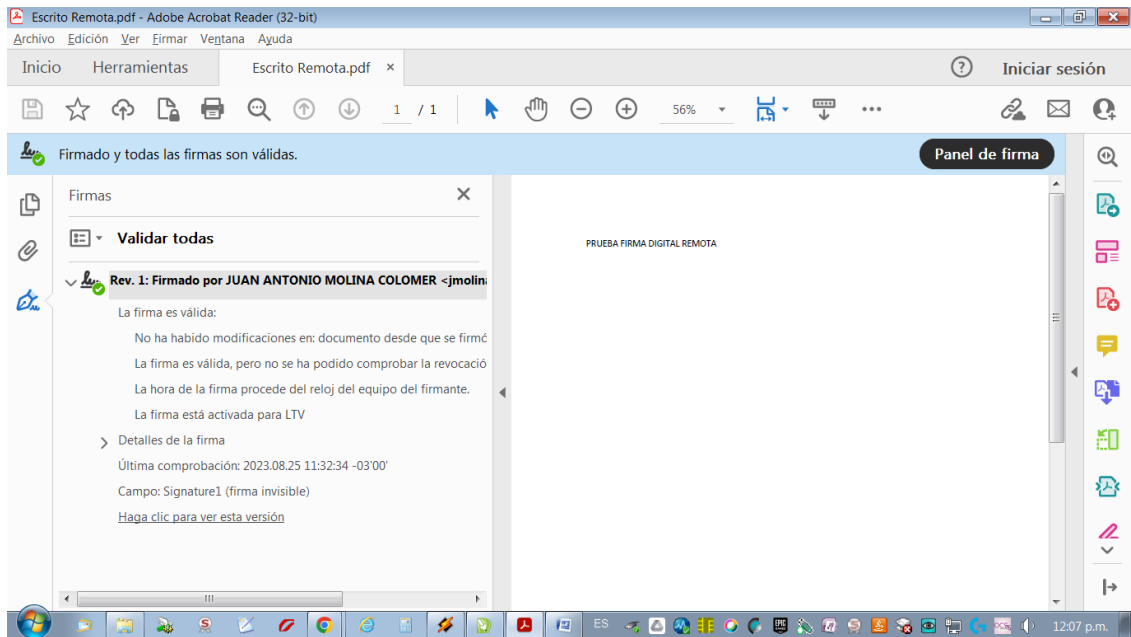 Escrito Remota.pdf - Adobe Acrobat Reader (32-bit)
Archivo Edición Ver Firmar Ventana Ayuda
Inicio Herramientas Escrito Remota.pdf × Iniciar sesión
1 / 1 56%
Firmado y todas las firmas son válidas. Panel de firma
Firmas
Validar todas
PRUEBA FIRMA DIGITAL REMOTA
Rev. 1: Firmado por JUAN ANTONIO MOLINA COLOMER <jmolina
La firma es válida:
No ha habido modificaciones en: documento desde que se firmó
La firma es válida, pero no se ha podido comprobar la revocació
La hora de la firma procede del reloj del equipo del firmante.
La firma está activada para LTV
Detalles de la firma
Última comprobación: 2023.08.25 11:32:34 -03'00'
Campo: Signature1 (firma invisible)
Haga clic para ver esta versión
ES 12:07 p.m.